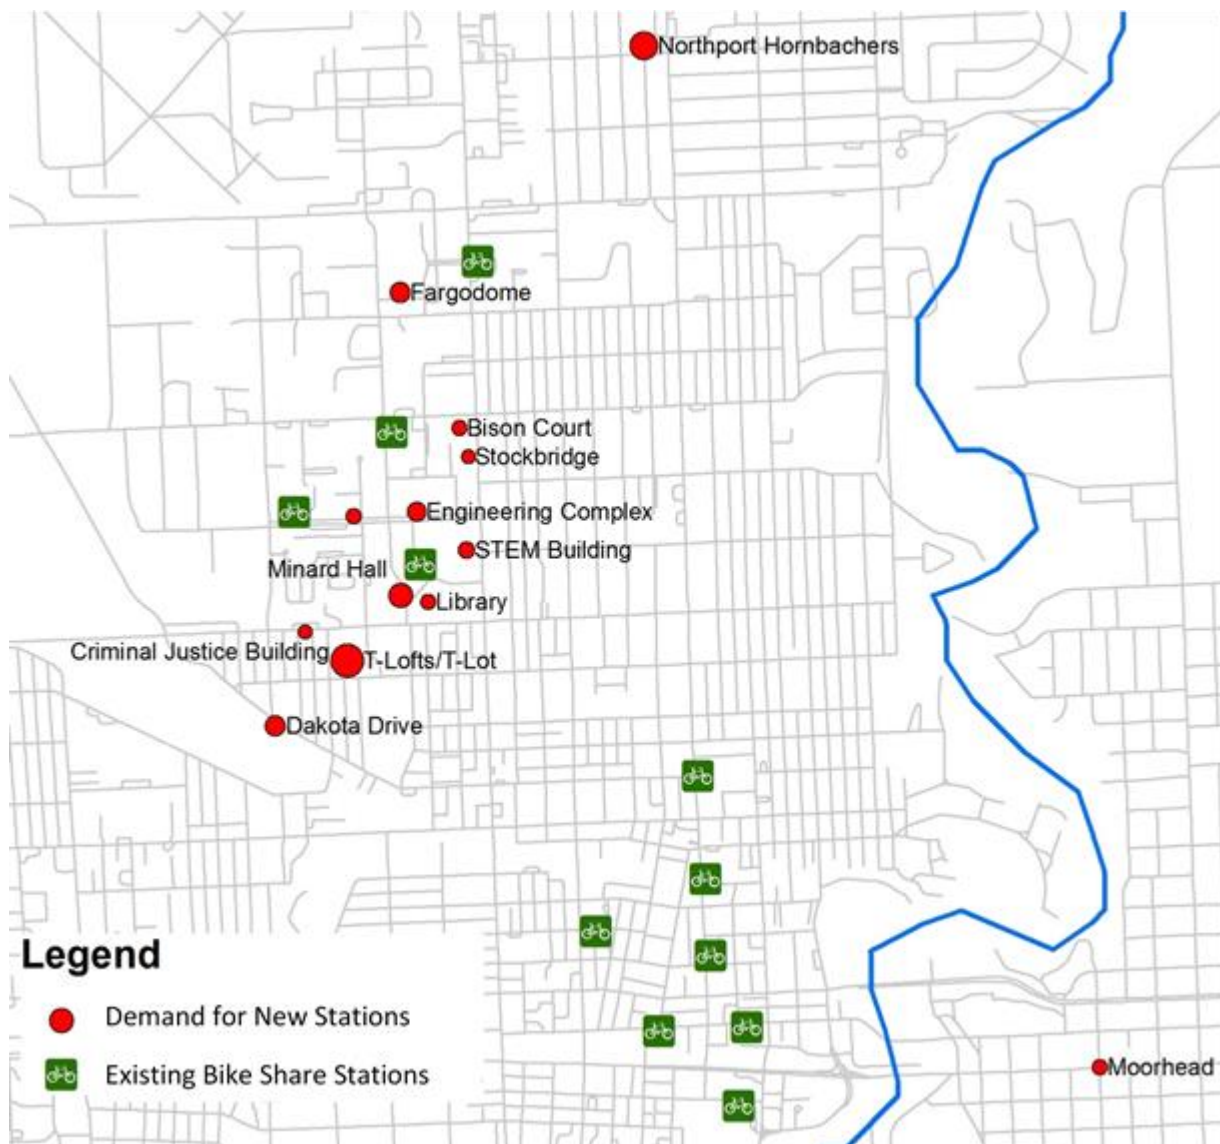 Northport Hornbachers
Fargodome
Bison Court
Stockbridge
Engineering Complex
STEM Building
Minard Hall
Library
Criminal Justice Building
T-Lofts/T-Lot
Dakota Drive
Legend
Demand for New Stations
Existing Bike Share Stations
Moorhead